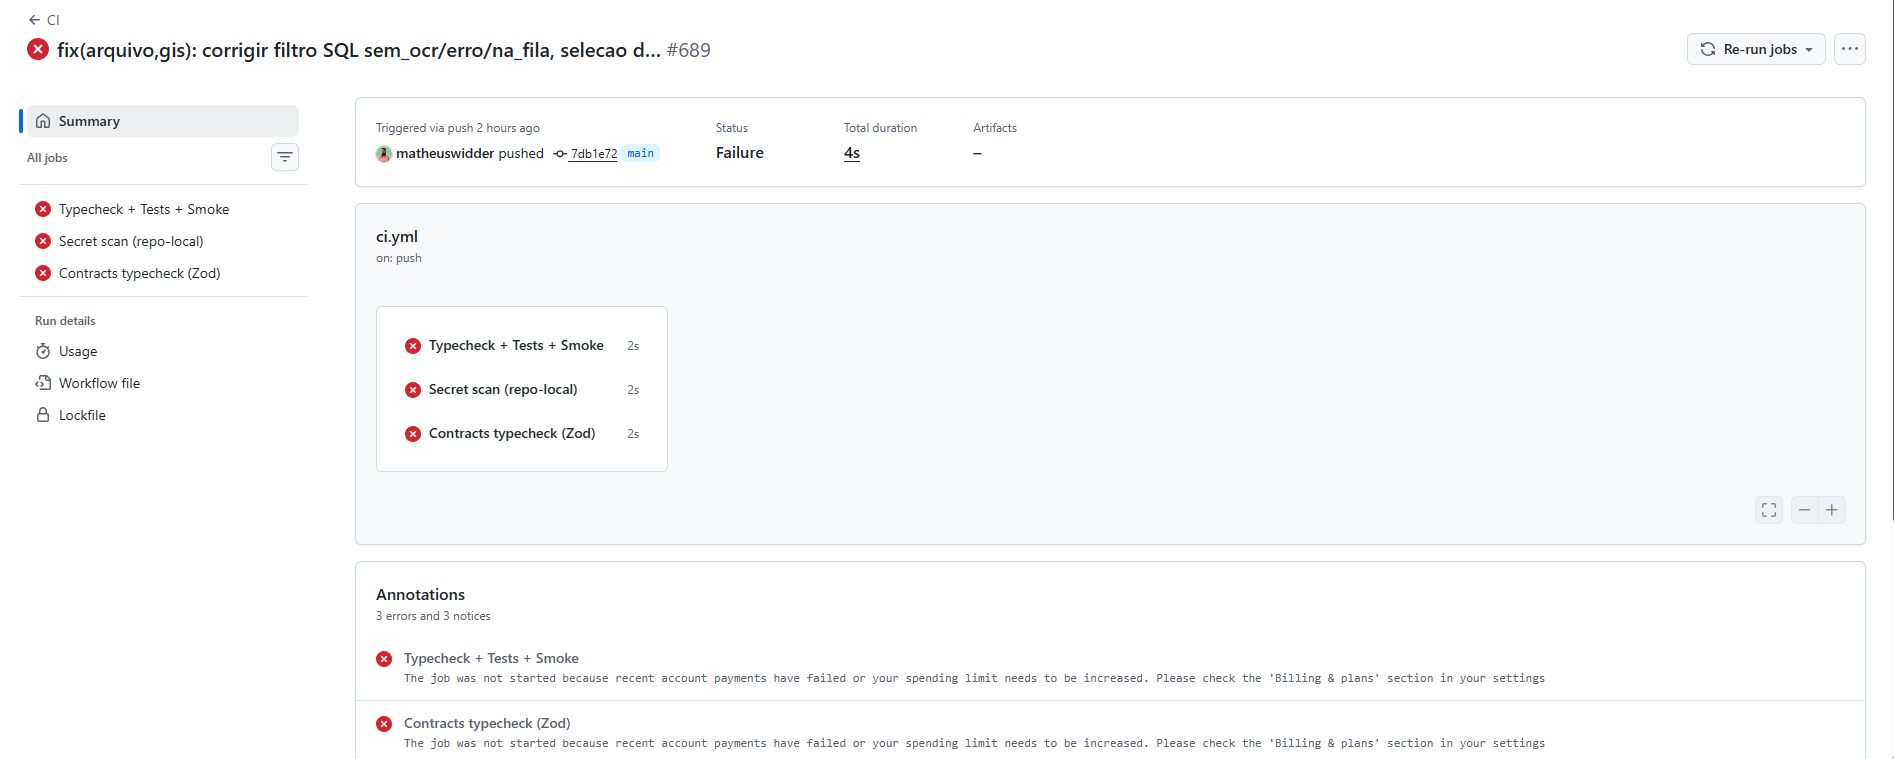 CI
fix(arquivo,gis): corrigir filtro SQL sem_ocr/erro/na_fila, selecao d... #689
Re-run jobs
Summary
All jobs
Typecheck + Tests + Smoke
Secret scan (repo-local)
Contracts typecheck (Zod)
Run details
Usage
Workflow file
Lockfile
Triggered via push 2 hours ago
matheuswidder pushed 7db1e72 main
Status
Failure
Total duration
4s
Artifacts
–
ci.yml
on: push
Typecheck + Tests + Smoke 2s
Secret scan (repo-local) 2s
Contracts typecheck (Zod) 2s
Annotations
3 errors and 3 notices
Typecheck + Tests + Smoke
The job was not started because recent account payments have failed or your spending limit needs to be increased. Please check the 'Billing & plans' section in your settings
Contracts typecheck (Zod)
The job was not started because recent account payments have failed or your spending limit needs to be increased. Please check the 'Billing & plans' section in your settings